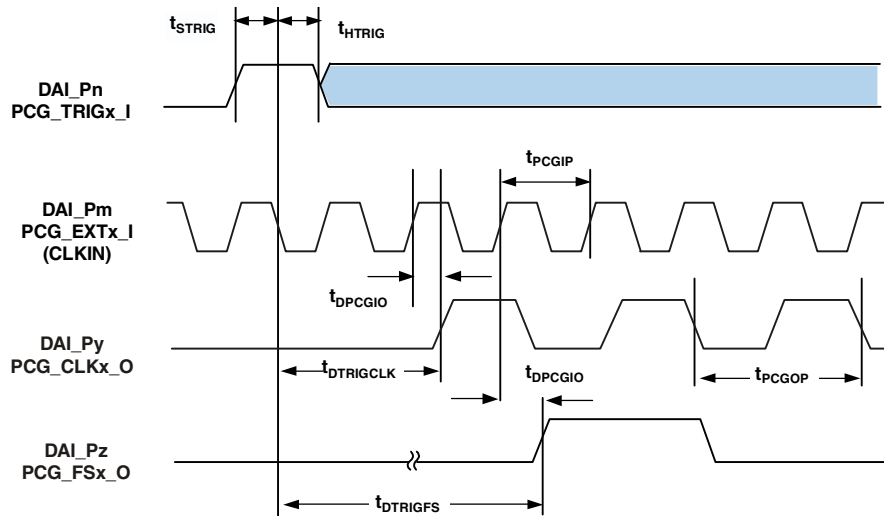 tSTRIG
tHTRIG
DAI_Pn
PCG_TRIGx_I
tPCGIP
DAI_Pm
PCG_EXTx_I
(CLKIN)
tDPCGIO
DAI_Py
PCG_CLKx_O
tDTRIGCLK
tDPCGIO
tPCGOP
DAI_Pz
PCG_FSx_O
tDTRIGFS